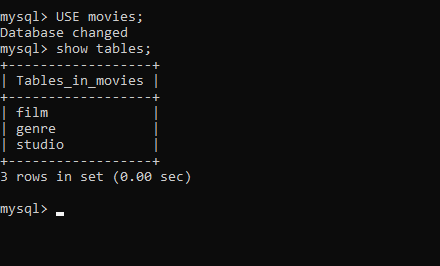 mysql> USE movies;
Database changed
mysql> show tables;
+------------------+
| Tables_in_movies |
+------------------+
| film             |
| genre            |
| studio           |
+------------------+
3 rows in set (0.00 sec)
mysql>